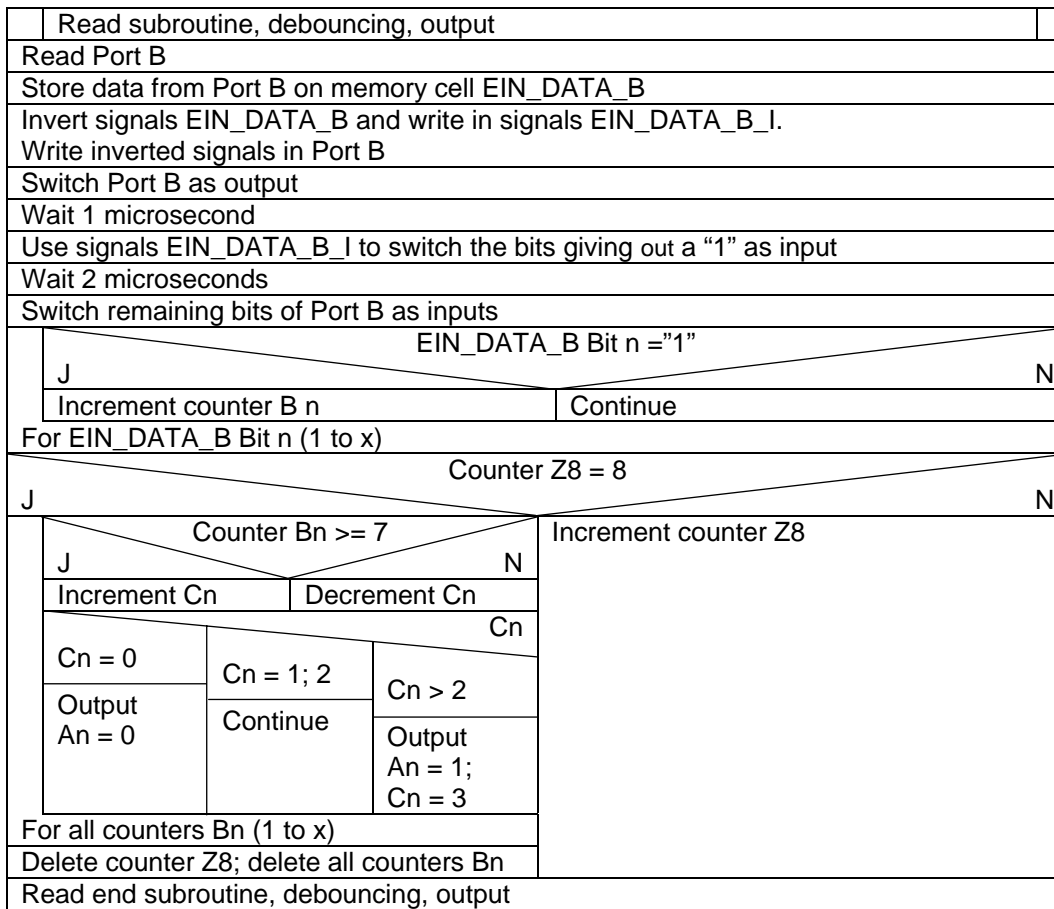 Read subroutine, debouncing, output
Read Port B
Store data from Port B on memory cell EIN_DATA_B
Invert signals EIN_DATA_B and write in signals EIN_DATA_B_I.
Write inverted signals in Port B
Switch Port B as output
Wait 1 microsecond
Use signals EIN_DATA_B_I to switch the bits giving out a “1” as input
Wait 2 microseconds
Switch remaining bits of Port B as inputs
EIN_DATA_B Bit n =”1”
J N
Increment counter B n Continue
For EIN_DATA_B Bit n (1 to x)
Counter Z8 = 8
J N
Counter Bn >= 7 Increment counter Z8
J N
Increment Cn Decrement Cn
Cn
Cn = 0
Cn = 1; 2
Cn > 2
Output
An = 0
Continue
Output
An = 1;
Cn = 3
For all counters Bn (1 to x)
Delete counter Z8; delete all counters Bn
Read end subroutine, debouncing, output